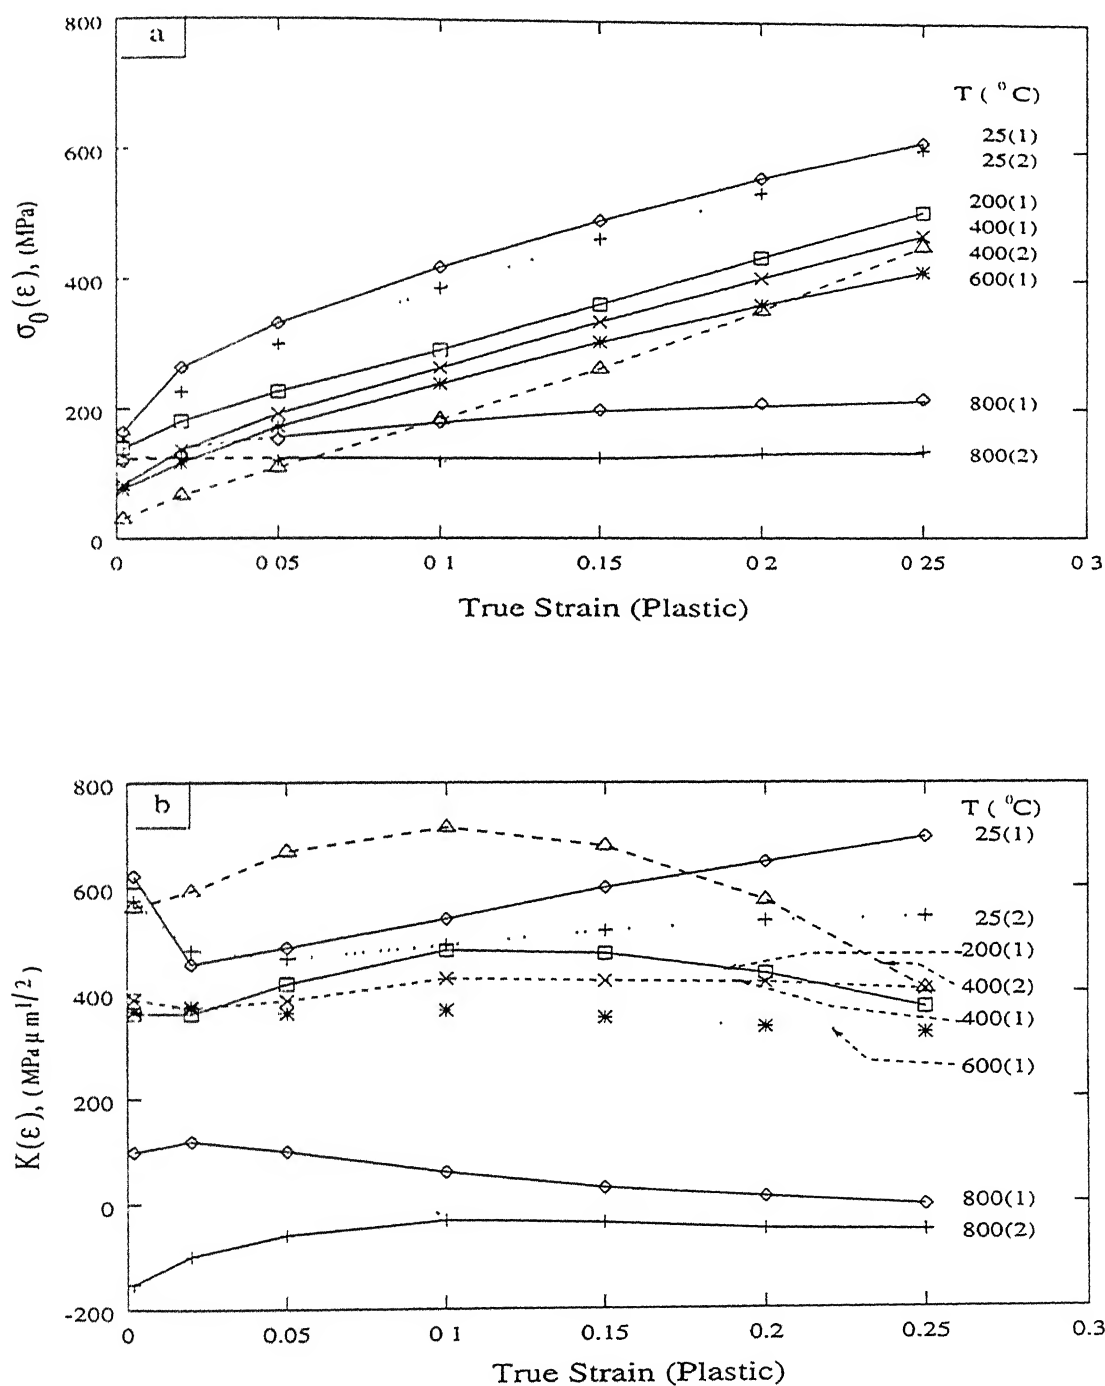 800
a
T ( ⁰C)
600
25(1)
25(2)
200(1)
400(1)
400(2)
600(1)
400
200
800(1)
800(2)
0
σ₀(ε), (MPa)
0 0 05 0 1 0.15 0 2 0 25 0 3
True Strain (Plastic)
800
b
T ( ⁰C)
25(1)
600
25(2)
200(1)
400(2)
400
400(1)
600(1)
200
0
800(1)
800(2)
-200
K(ε), (MPa μm¹/²)
0 0.05 0 1 0.15 0.2 0.25 0.3
True Strain (Plastic)